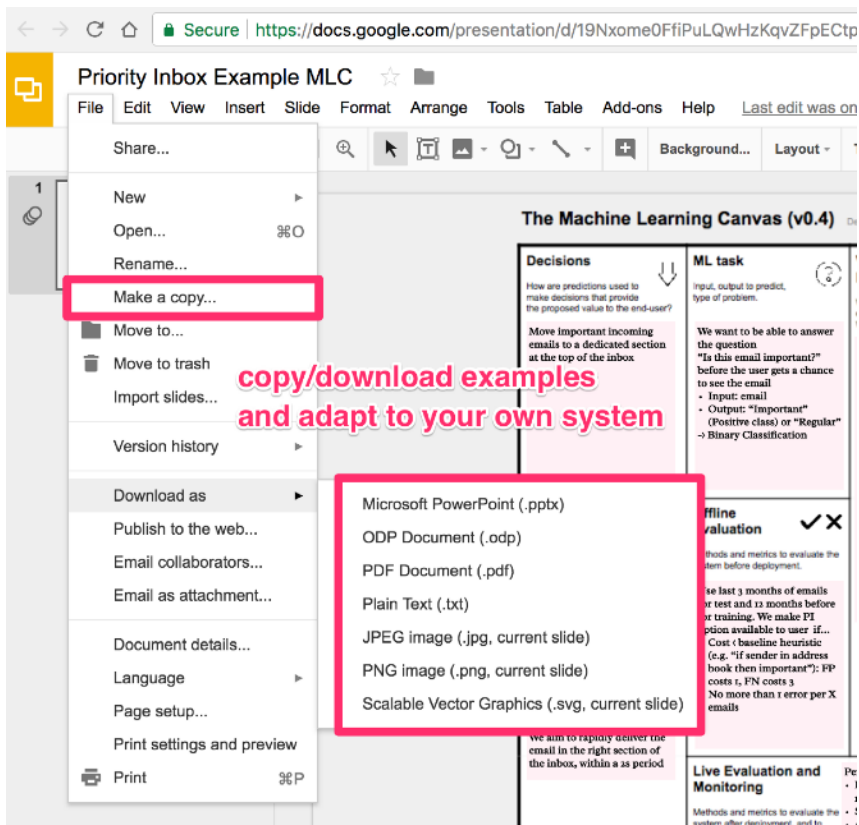 Secure | https://docs.google.com/presentation/d/19Nxome0FfiPuLQwHzKqvZFpECtp
Priority Inbox Example MLC
File Edit View Insert Slide Format Arrange Tools Table Add-ons Help Last edit was on
Share...
Background... Layout
1
New
Open... ⌘O
Rename...
Make a copy...
Move to...
Move to trash
Import slides...
Version history
Download as
Publish to the web...
Email collaborators...
Email as attachment...
Document details...
Language
Page setup...
Print settings and preview
Print ⌘P
copy/download examples
and adapt to your own system
Microsoft PowerPoint (.pptx)
ODP Document (.odp)
PDF Document (.pdf)
Plain Text (.txt)
JPEG image (.jpg, current slide)
PNG image (.png, current slide)
Scalable Vector Graphics (.svg, current slide)
The Machine Learning Canvas (v0.4)
Decisions
How are predictions used to
make decisions that provide
the proposed value to the end-user?
Move important incoming
emails to a dedicated section
at the top of the inbox
We aim to rapidly deliver the
email in the right section of
the inbox, within a 2s period
ML task
Input, output to predict,
type of problem.
We want to be able to answer
the question
“Is this email important?”
before the user gets a chance
to see the email
• Input: email
• Output: “Important”
(Positive class) or “Regular”
-> Binary Classification
ffline
valuation
thods and metrics to evaluate the
tem before deployment.
se last 3 months of emails
r test and 12 months before
r training. We make PI
ption available to user if...
Cost < baseline heuristic
(e.g. “if sender in address
book then important”): FP
costs 1, FN costs 3
No more than 1 error per X
emails
Live Evaluation and
Monitoring
Methods and metrics to evaluate the
system after deployment, and to